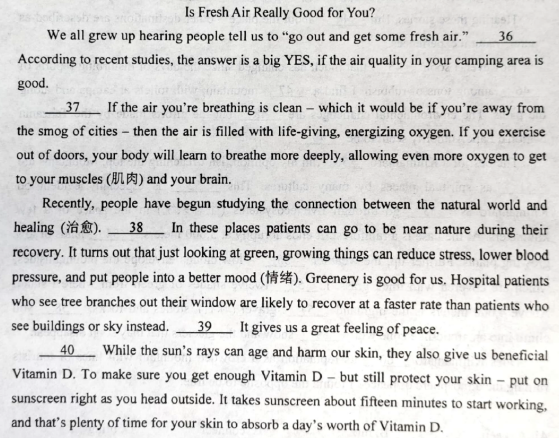 Is Fresh Air Really Good for You?
We all grew up hearing people tell us to “go out and get some fresh air.” 36
According to recent studies, the answer is a big YES, if the air quality in your camping area is
good.
37 If the air you’re breathing is clean – which it would be if you’re away from
the smog of cities – then the air is filled with life-giving, energizing oxygen. If you exercise
out of doors, your body will learn to breathe more deeply, allowing even more oxygen to get
to your muscles (肌肉) and your brain.
Recently, people have begun studying the connection between the natural world and
healing (治愈). 38 In these places patients can go to be near nature during their
recovery. It turns out that just looking at green, growing things can reduce stress, lower blood
pressure, and put people into a better mood (情绪). Greenery is good for us. Hospital patients
who see tree branches out their window are likely to recover at a faster rate than patients who
see buildings or sky instead. 39 It gives us a great feeling of peace.
40 While the sun’s rays can age and harm our skin, they also give us beneficial
Vitamin D. To make sure you get enough Vitamin D – but still protect your skin – put on
sunscreen right as you head outside. It takes sunscreen about fifteen minutes to start working,
and that’s plenty of time for your skin to absorb a day’s worth of Vitamin D.